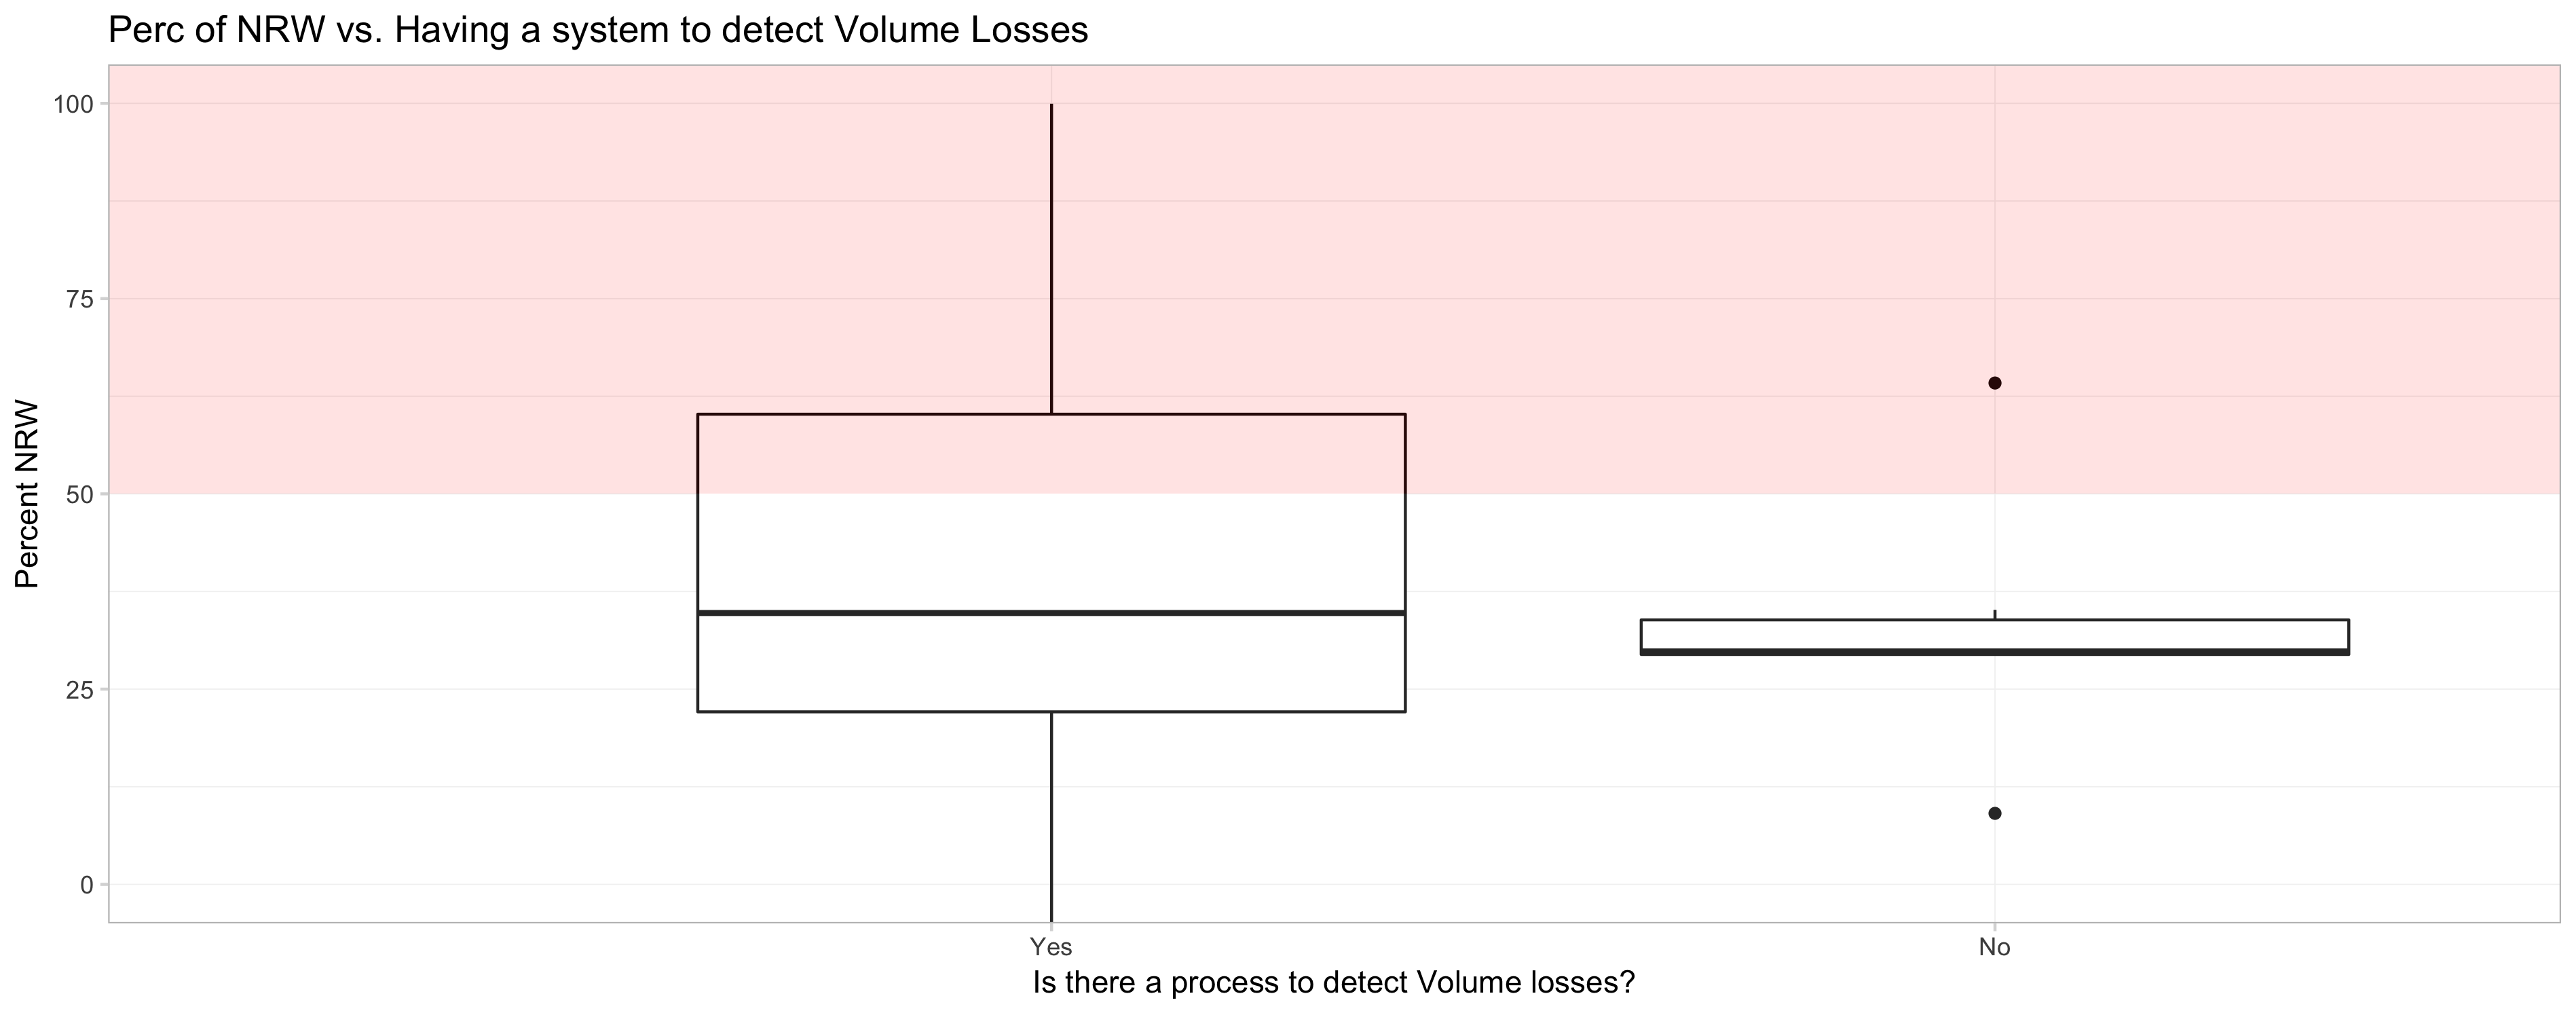 Perc of NRW vs. Having a system to detect Volume Losses
100
75
50
25
0
Percent NRW
Yes
No
Is there a process to detect Volume losses?